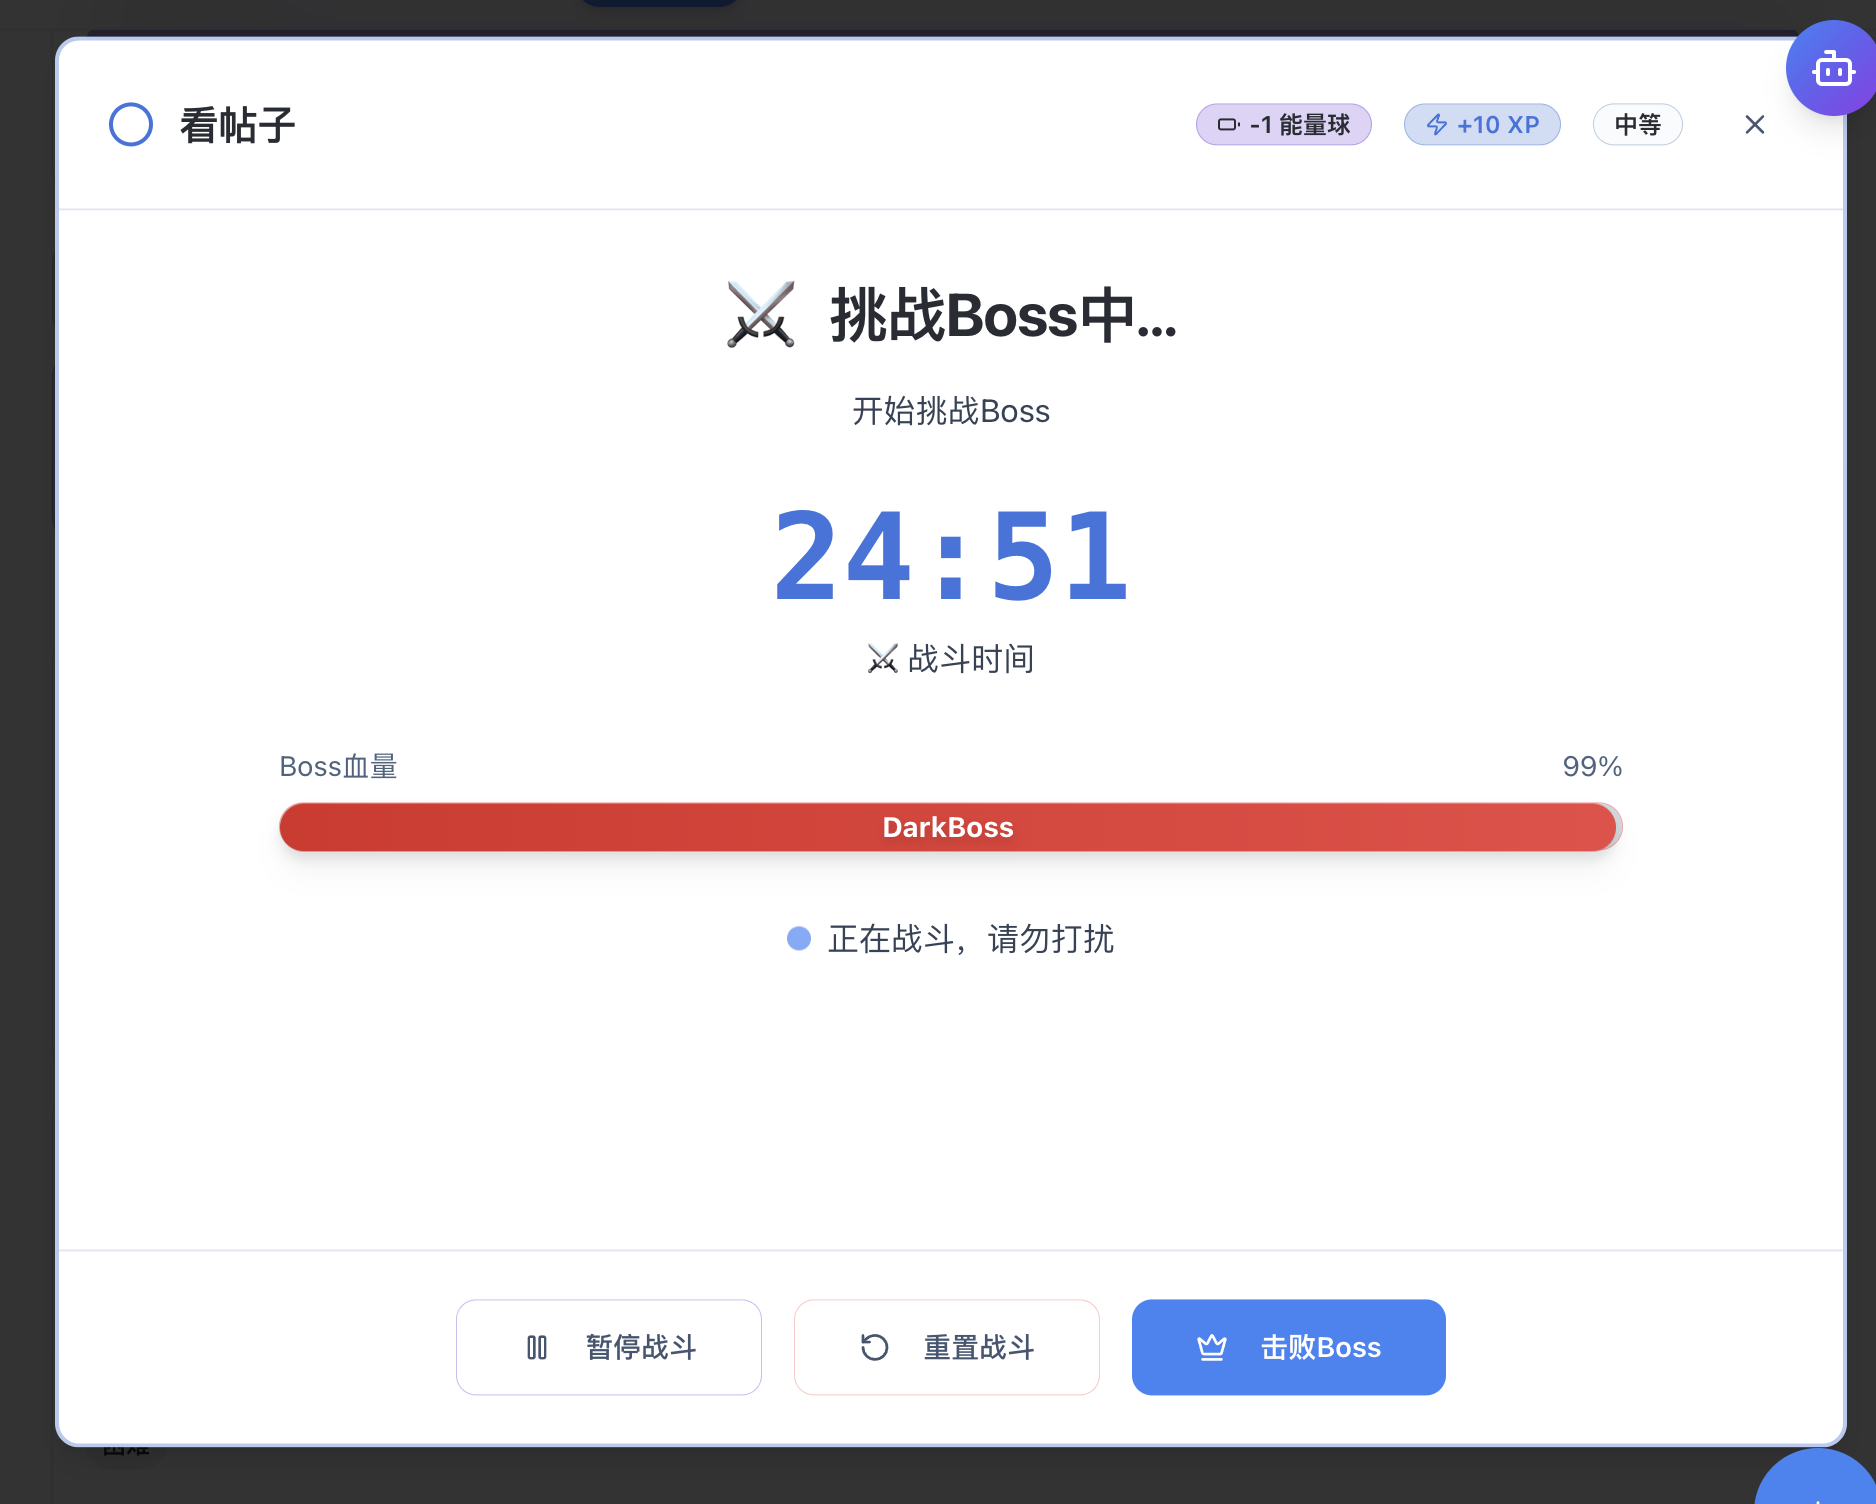 看帖子
-1 能量球
+10 XP
中等
挑战Boss中...
开始挑战Boss
24:51
战斗时间
Boss血量
99%
DarkBoss
正在战斗，请勿打扰
暂停战斗
重置战斗
击败Boss